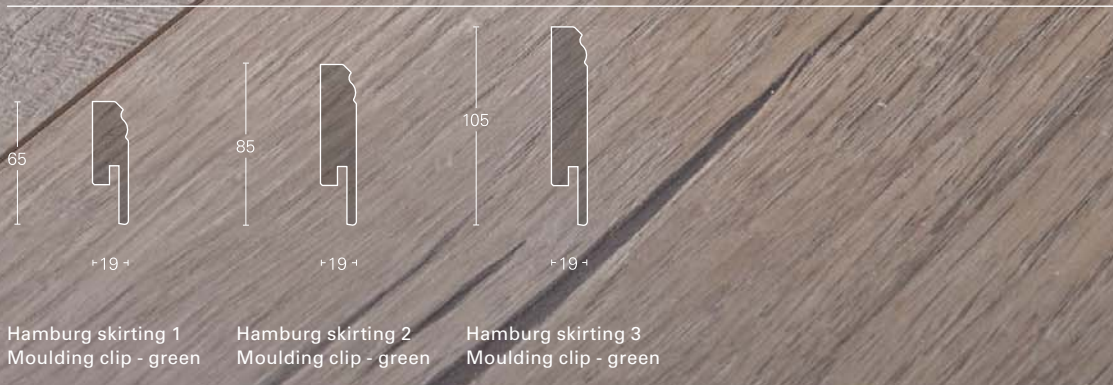 65
85
105
19
19
19
Hamburg skirting 1
Moulding clip - green
Hamburg skirting 2
Moulding clip - green
Hamburg skirting 3
Moulding clip - green